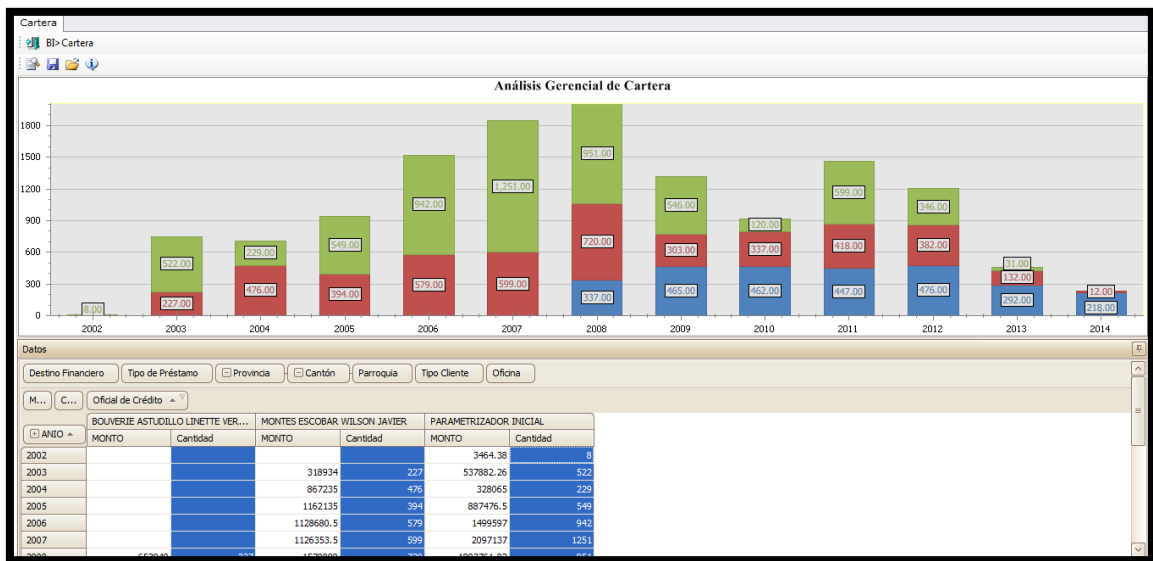 Cartera
BI>Cartera
Análisis Gerencial de Cartera
1800
1500
1200
900
600
300
0
8.00
522.00
227.00
229.00
476.00
549.00
394.00
942.00
579.00
1,251.00
599.00
951.00
720.00
337.00
546.00
303.00
465.00
120.00
337.00
462.00
599.00
418.00
447.00
346.00
382.00
476.00
31.00
132.00
292.00
12.00
218.00
2002 2003 2004 2005 2006 2007 2008 2009 2010 2011 2012 2013 2014
Datos
Destino Financiero Tipo de Préstamo Provincia Cantón Parroquia Tipo Cliente Oficina
M... C... Oficial de Crédito
BOUVERIE ASTUDILLO LINETTE VER... MONTES ESCOBAR WILSON JAVIER PARAMETRIZADOR INICIAL
ANIO MONTO Cantidad MONTO Cantidad MONTO Cantidad
2002 3464.38 8
2003 318934 227 537882.26 522
2004 867235 476 328065 229
2005 1162135 394 887476.5 549
2006 1128680.5 579 1499597 942
2007 1126353.5 599 2097137 1251